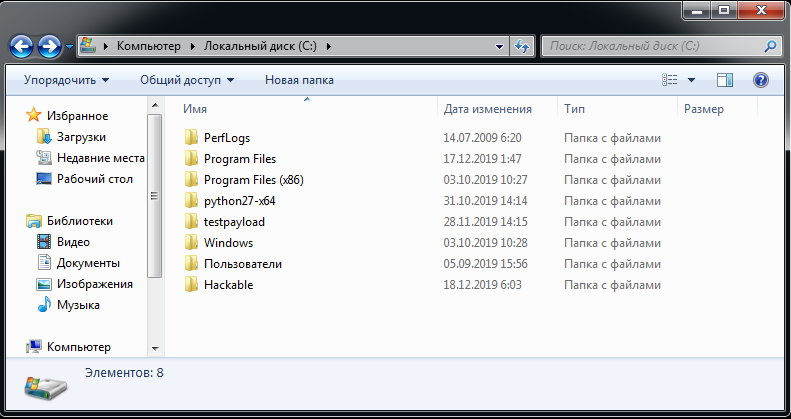 Компьютер Локальный диск (C:)
Поиск: Локальный диск (C:)
Упорядочить Общий доступ Новая папка
Избранное
Загрузки
Недавние места
Рабочий стол
Библиотеки
Видео
Документы
Изображения
Музыка
Компьютер
Имя Дата изменения Тип Размер
PerfLogs 14.07.2009 6:20 Папка с файлами
Program Files 17.12.2019 1:47 Папка с файлами
Program Files (x86) 03.10.2019 10:27 Папка с файлами
python27-x64 31.10.2019 14:14 Папка с файлами
testpayload 28.11.2019 14:15 Папка с файлами
Windows 03.10.2019 10:28 Папка с файлами
Пользователи 05.09.2019 15:56 Папка с файлами
Hackable 18.12.2019 6:03 Папка с файлами
Элементов: 8